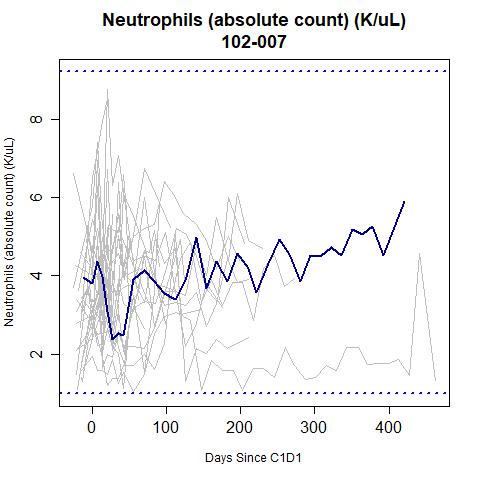 Neutrophils (absolute count) (K/uL)
102-007
Neutrophils (absolute count) (K/uL)
8
6
4
2
0 100 200 300 400
Days Since C1D1